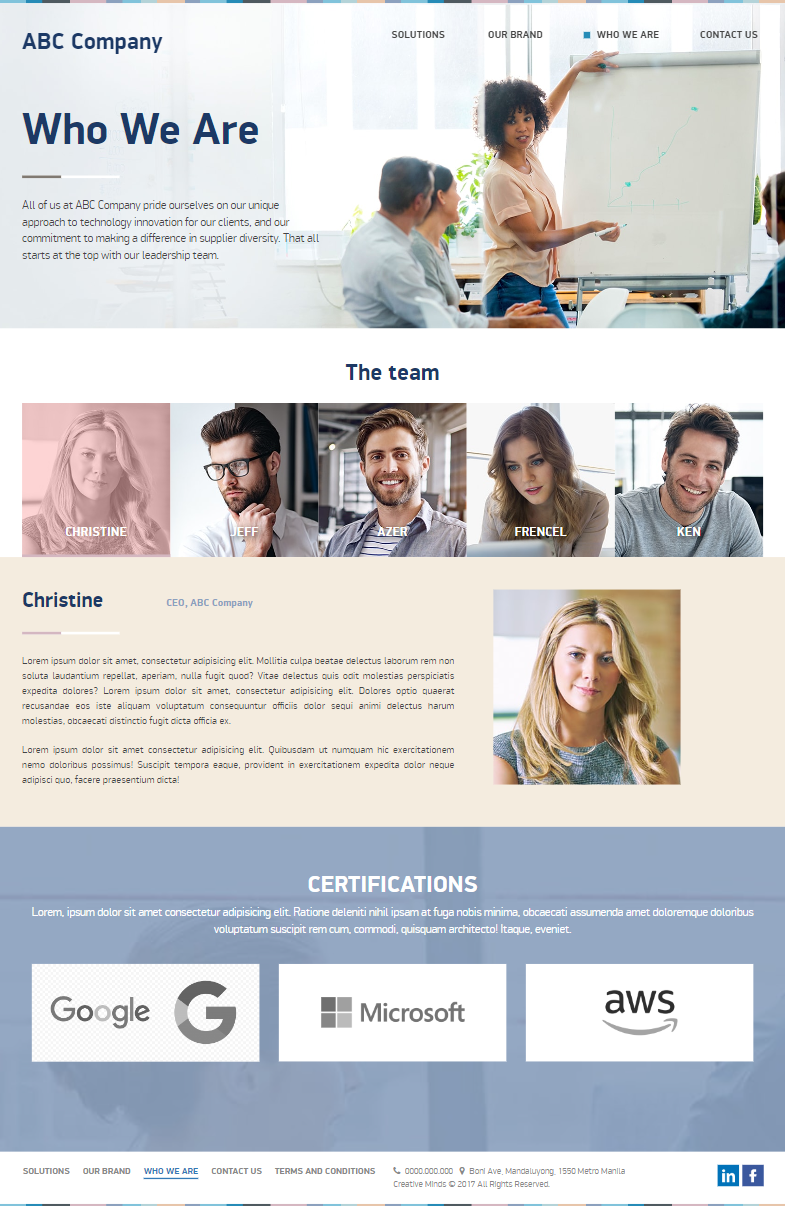 ABC Company
SOLUTIONS OUR BRAND WHO WE ARE CONTACT US
Who We Are
All of us at ABC Company pride ourselves on our unique
approach to technology innovation for our clients, and our
commitment to making a difference in supplier diversity. That all
starts at the top with our leadership team.
The team
CHRISTINE JEFF AZER FRENCEL KEN
Christine
CEO, ABC Company
Lorem ipsum dolor sit amet, consectetur adipisicing elit. Mollitia culpa beatae delectus laborum rem non
soluta laudantium repellat, aperiam, nulla fugit quod? Vitae delectus quis odit molestias perspiciatis
expedita dolores? Lorem ipsum dolor sit amet, consectetur adipisicing elit. Dolores optio quaerat
recusandae eos iste aliquam voluptatum consequuntur officiis dolor sequi animi delectus harum
molestias, obcaecati distinctio fugit dicta officia ex.
Lorem ipsum dolor sit amet consectetur adipisicing elit. Quibusdam ut numquam hic exercitationem
nemo doloribus possimus! Suscipit tempora eaque, provident in exercitationem expedita dolor neque
adipisci quo, facere praesentium dicta!
CERTIFICATIONS
Lorem, ipsum dolor sit amet consectetur adipisicing elit. Ratione deleniti nihil ipsam at fuga nobis minima, obcaecati assumenda amet doloremque doloribus
voluptatum suscipit rem cum, commodi, quisquam architecto! Itaque, eveniet.
Google G
Microsoft
aws
SOLUTIONS OUR BRAND WHO WE ARE CONTACT US TERMS AND CONDITIONS
0000.000.000 Boni Ave, Mandaluyong, 1550 Metro Manila
Creative Minds © 2017 All Rights Reserved.
in f